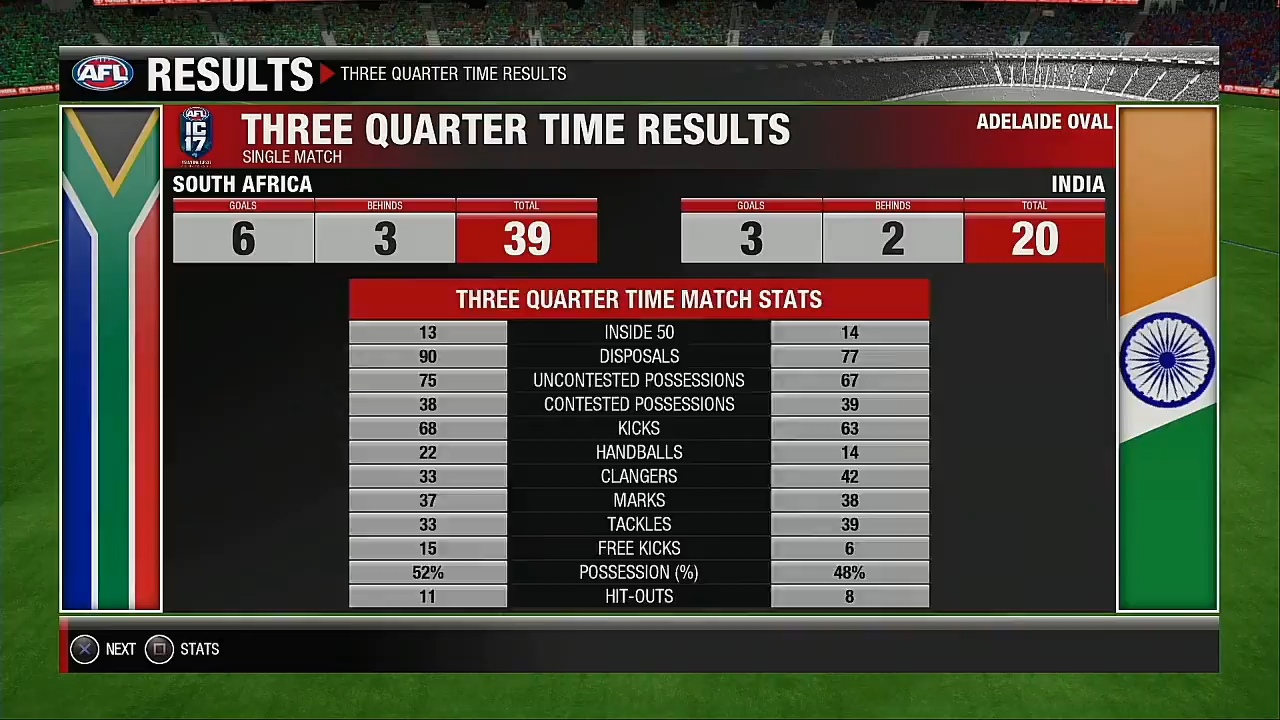 AFL RESULTS THREE QUARTER TIME RESULTS
AFL IC 17 THREE QUARTER TIME RESULTS ADELAIDE OVAL
SINGLE MATCH
SOUTH AFRICA INDIA
GOALS BEHINDS TOTAL GOALS BEHINDS TOTAL
6 3 39 3 2 20
THREE QUARTER TIME MATCH STATS
13 INSIDE 50 14
90 DISPOSALS 77
75 UNCONTESTED POSSESSIONS 67
38 CONTESTED POSSESSIONS 39
68 KICKS 63
22 HANDBALLS 14
33 CLANGERS 42
37 MARKS 38
33 TACKLES 39
15 FREE KICKS 6
52% POSSESSION (%) 48%
11 HIT-OUTS 8
NEXT STATS